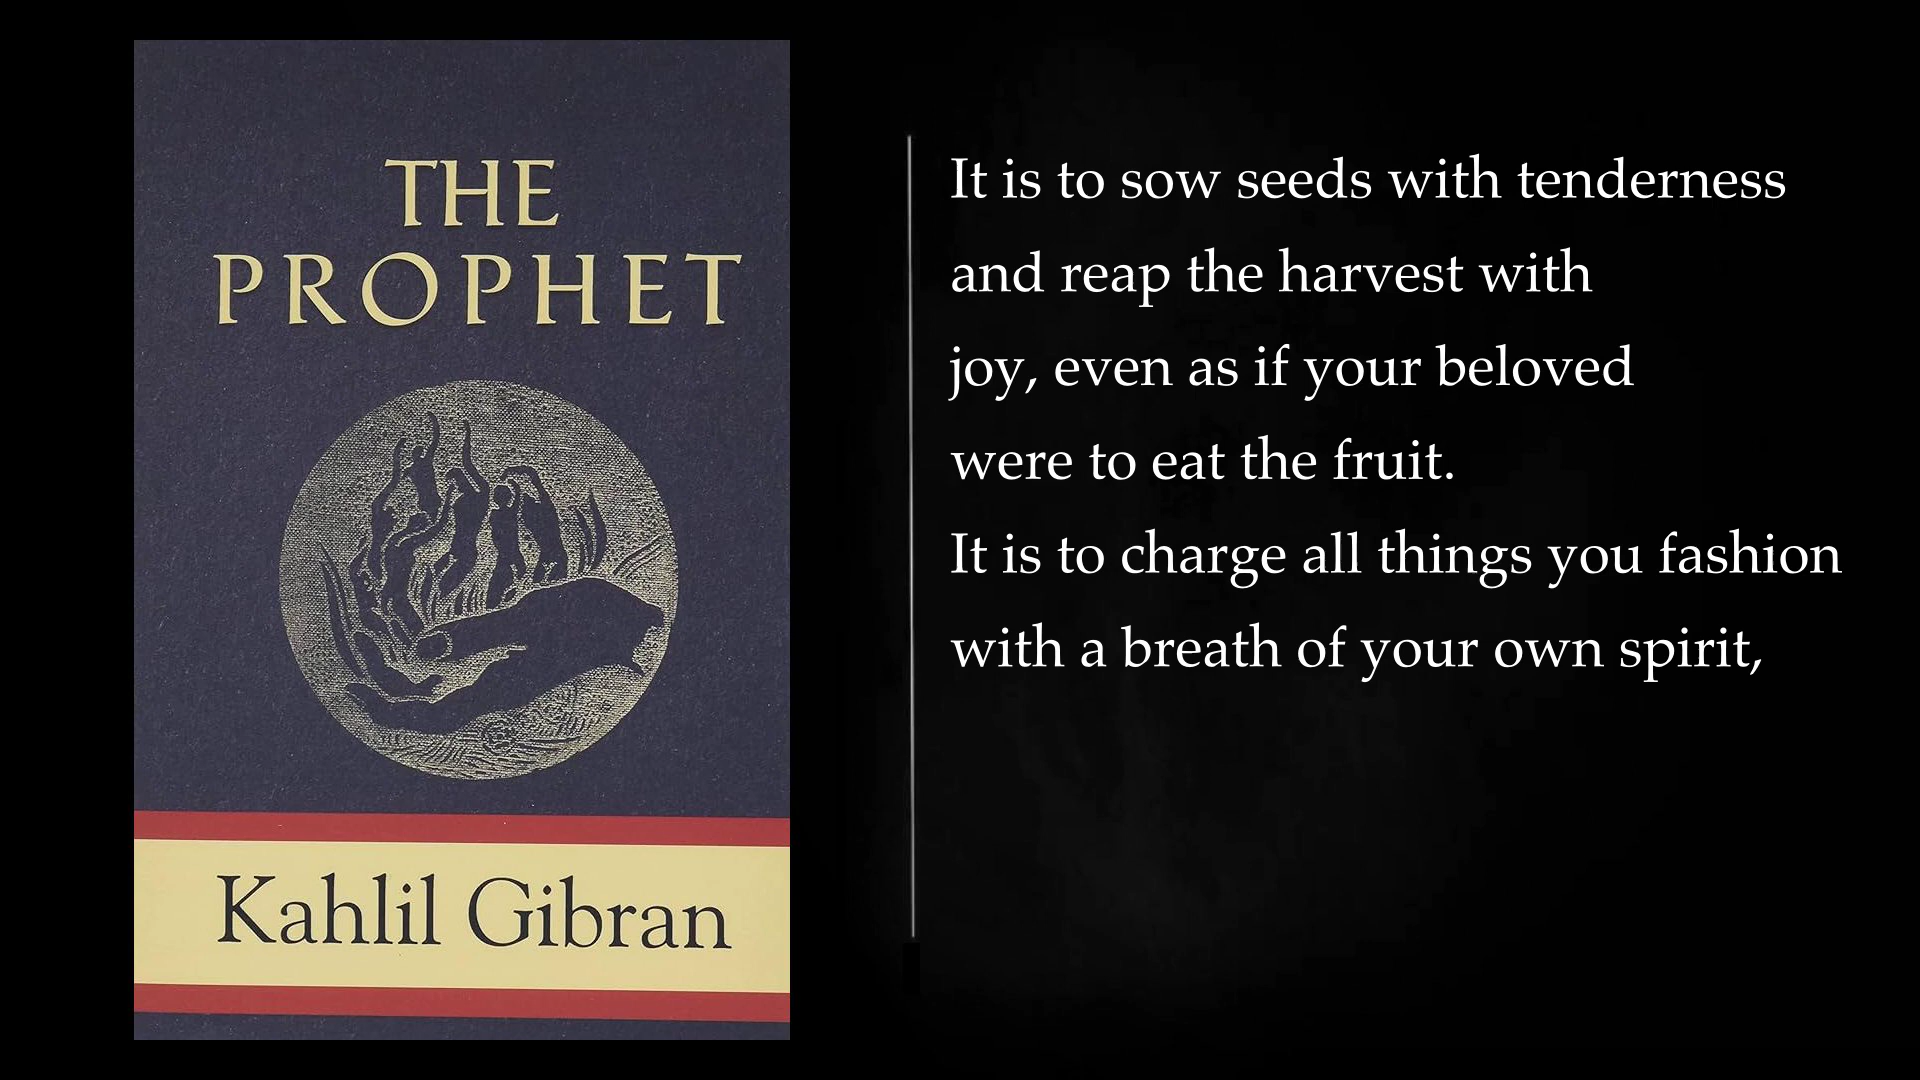 THE
PROPHET
Kahlil Gibran
It is to sow seeds with tenderness
and reap the harvest with
joy, even as if your beloved
were to eat the fruit.
It is to charge all things you fashion
with a breath of your own spirit,